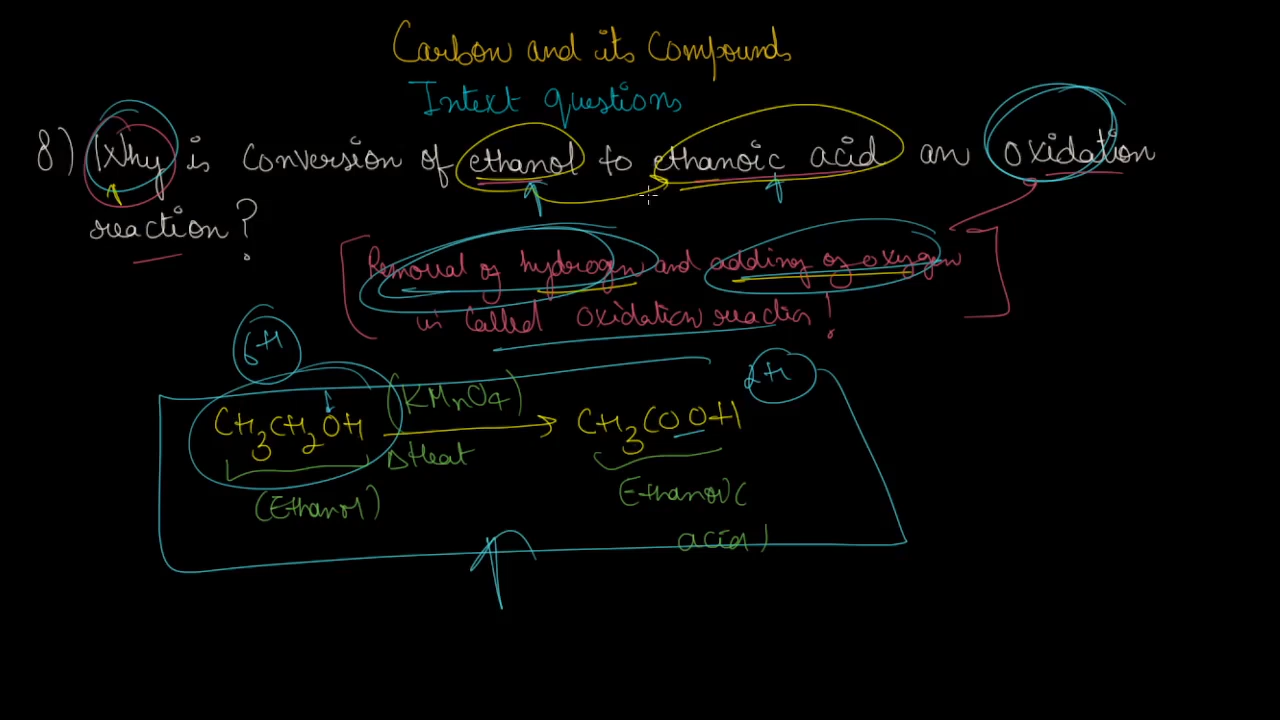 Carbon and its Compounds
Intext questions
8) Why is conversion of ethanol to ethanoic acid an oxidation
reaction?
[Removal of hydrogen and adding of oxygen
is called oxidation reaction!]
6H
2H
CH3CH2OH (KMnO4) CH3COOH
ΔHeat
(Ethanol) Ethanoic
acid)